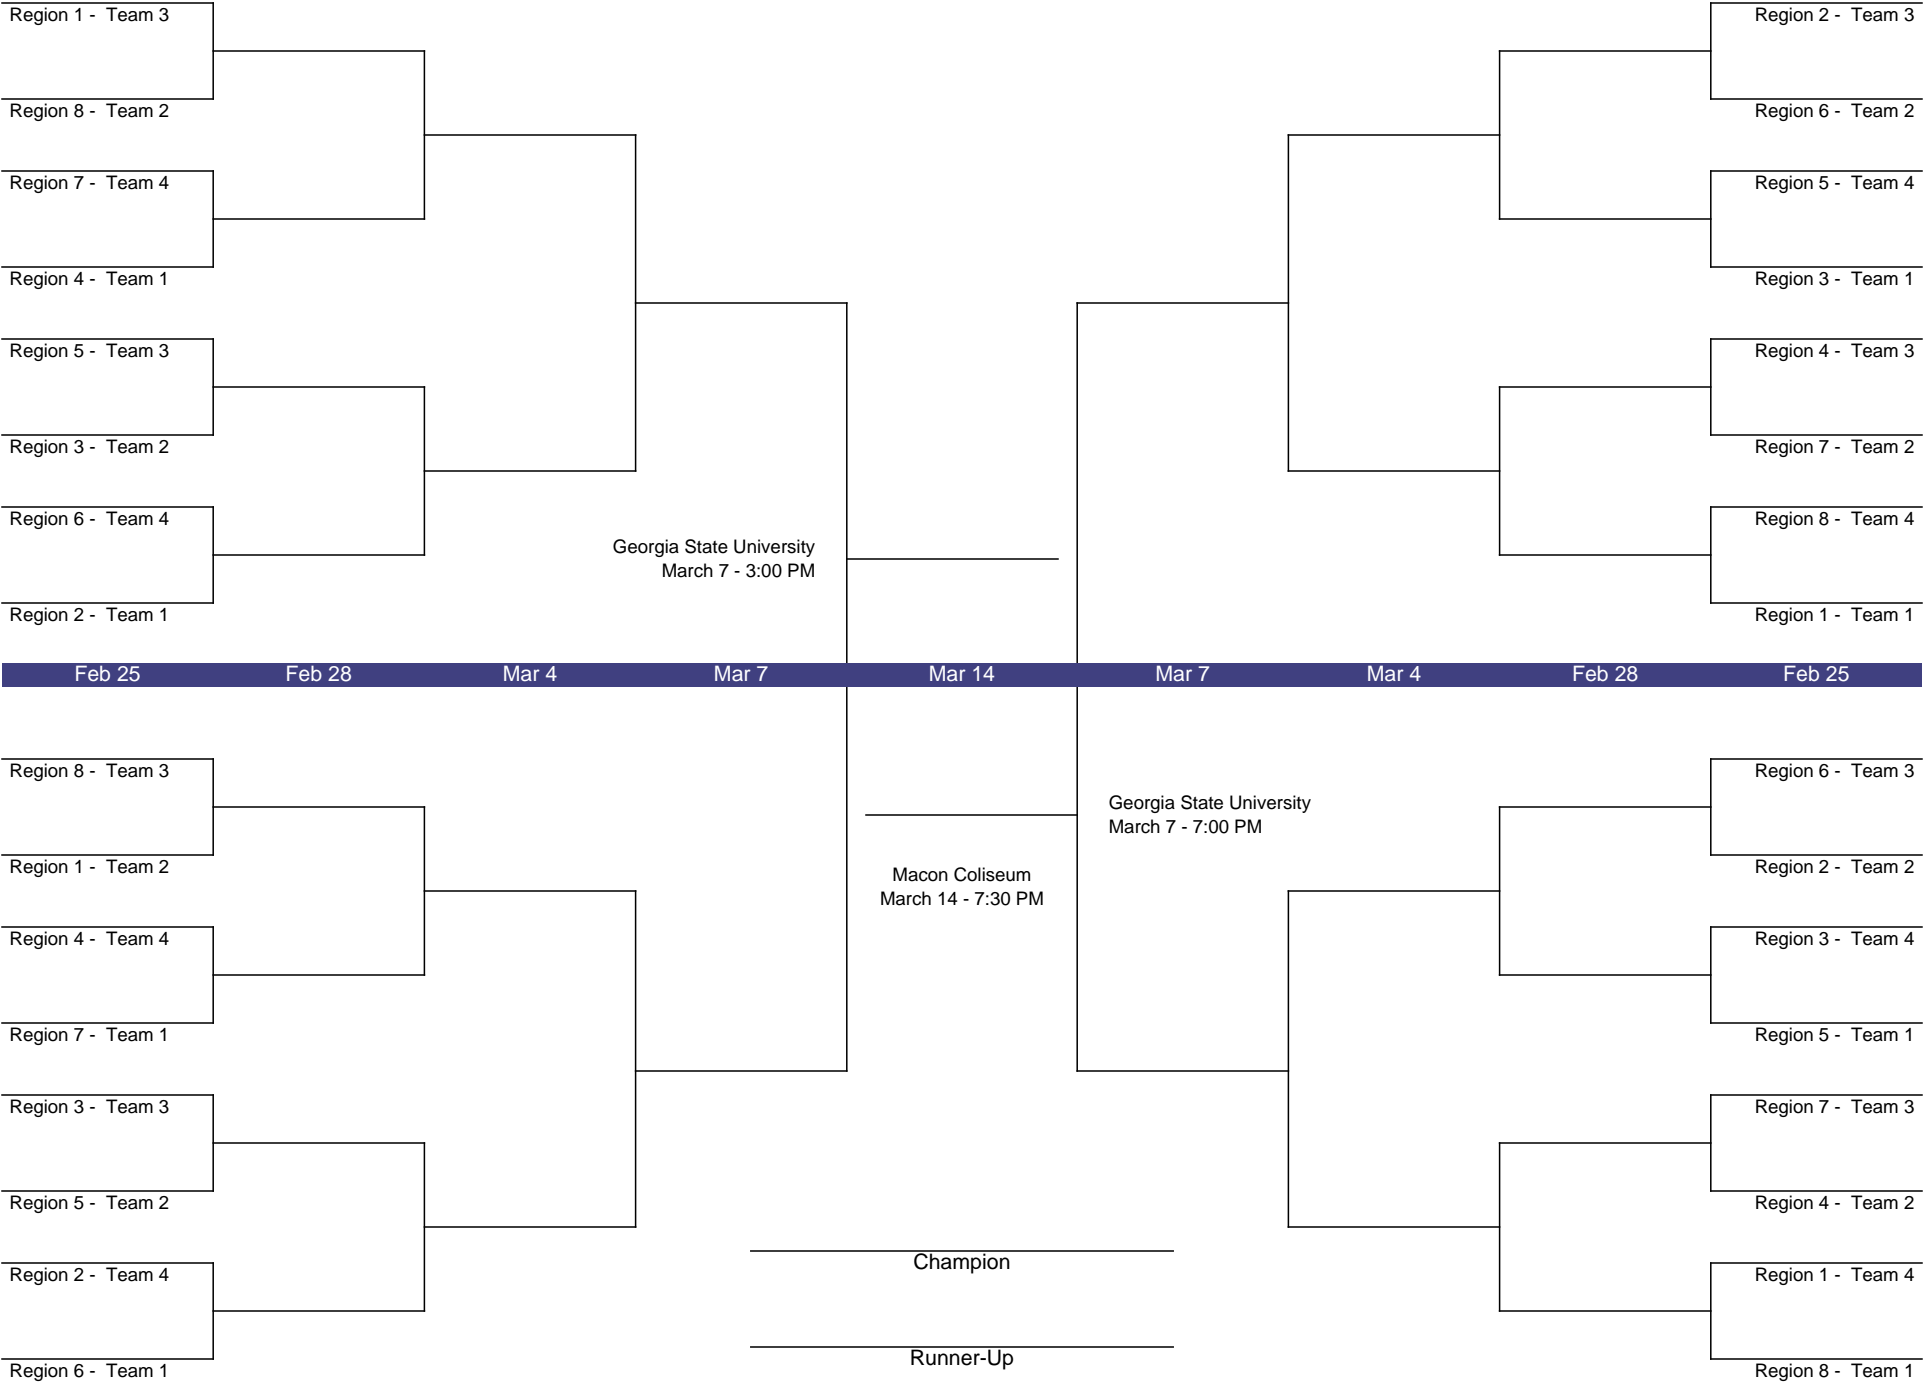 Region 1 -  Team 3
Region 8 -  Team 2
Region 7 -  Team 4
Region 4 -  Team 1
Region 5 -  Team 3
Region 3 -  Team 2
Region 6 -  Team 4
Region 2 -  Team 1
Georgia State University
March 7 - 3:00 PM
Region 2 -  Team 3
Region 6 -  Team 2
Region 5 -  Team 4
Region 3 -  Team 1
Region 4 -  Team 3
Region 7 -  Team 2
Region 8 -  Team 4
Region 1 -  Team 1
Feb 25 Feb 28 Mar 4 Mar 7 Mar 14 Mar 7 Mar 4 Feb 28 Feb 25
Region 8 -  Team 3
Region 1 -  Team 2
Region 4 -  Team 4
Region 7 -  Team 1
Region 3 -  Team 3
Region 5 -  Team 2
Region 2 -  Team 4
Region 6 -  Team 1
Macon Coliseum
March 14 - 7:30 PM
Champion
Runner-Up
Georgia State University
March 7 - 7:00 PM
Region 6 -  Team 3
Region 2 -  Team 2
Region 3 -  Team 4
Region 5 -  Team 1
Region 7 -  Team 3
Region 4 -  Team 2
Region 1 -  Team 4
Region 8 -  Team 1